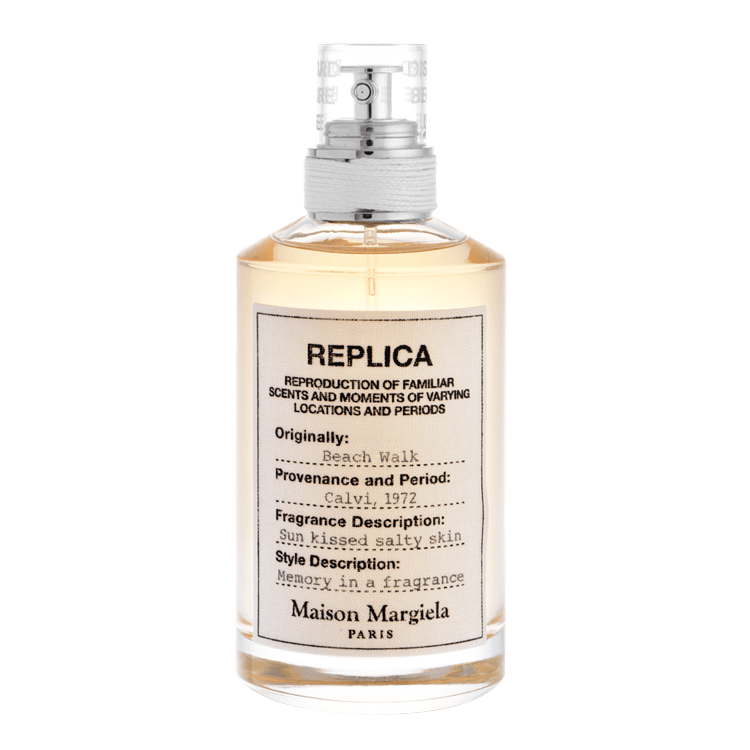 REPLICA
REPRODUCTION OF FAMILIAR
SCENTS AND MOMENTS OF VARYING
LOCATIONS AND PERIODS
Originally:
Beach Walk
Provenance and Period:
Calvi, 1972
Fragrance Description:
Sun kissed salty skin
Style Description:
Memory in a fragrance
Maison Margiela
PARIS